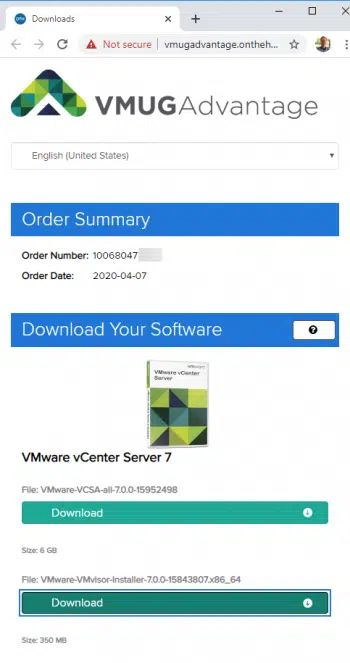 Downloads
Not secure | vmugadvantage.ontheh
VMUGAdvantage
English (United States)
Order Summary
Order Number: 10068047
Order Date: 2020-04-07
Download Your Software
VMware vCenter Server
VMware vCenter Server 7
File: VMware-VCSA-all-7.0.0-15952498
Download
Size: 6 GB
File: VMware-VMvisor-Installer-7.0.0-15843807.x86_64
Download
Size: 350 MB